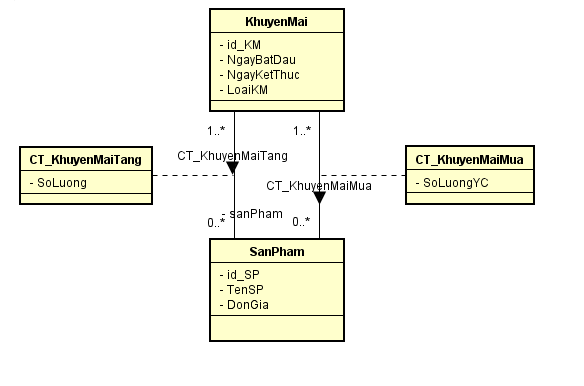 KhuyenMai
- id_KM
- NgayBatDau
- NgayKetThuc
- LoaiKM
1..*
1..*
CT_KhuyenMaiTang
- SoLuong
CT_KhuyenMaiTang
CT_KhuyenMaiMua
CT_KhuyenMaiMua
- SoLuongYC
- sanPham
0..*
0..*
SanPham
- id_SP
- TenSP
- DonGia